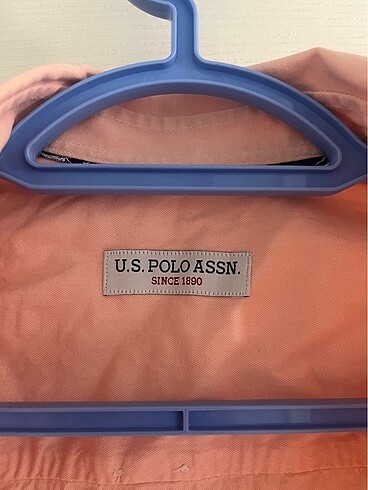 U.S. POLO ASSN.
SINCE 1890